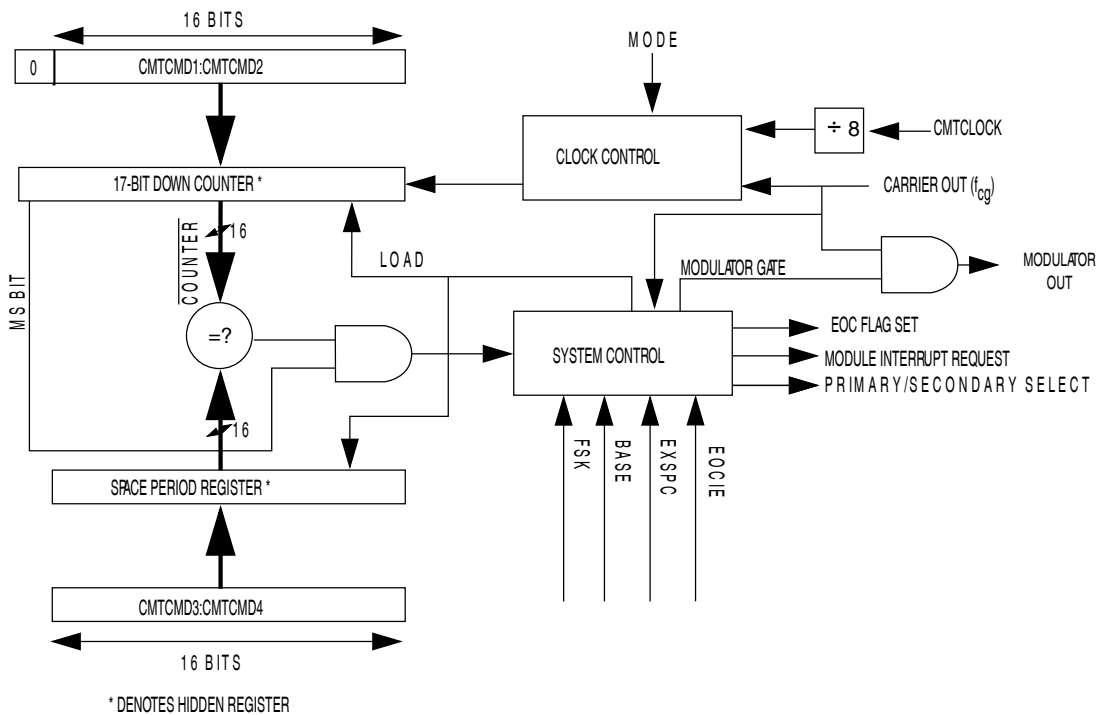 16 BITS
MODE
0
CMTCMD1:CMTCMD2
÷ 8
CMTCLOCK
CLOCK CONTROL
17-BIT DOWN COUNTER *
CARRIER OUT (fcg)
16
COUNTER
LOAD
MODULATOR GATE
MODULATOR
OUT
MS BIT
=?
EOC FLAG SET
SYSTEM CONTROL
MODULE INTERRUPT REQUEST
PRIMARY/SECONDARY SELECT
16
FSK
BASE
EXSPC
EOCIE
SPACE PERIOD REGISTER *
CMTCMD3:CMTCMD4
16 BITS
* DENOTES HIDDEN REGISTER